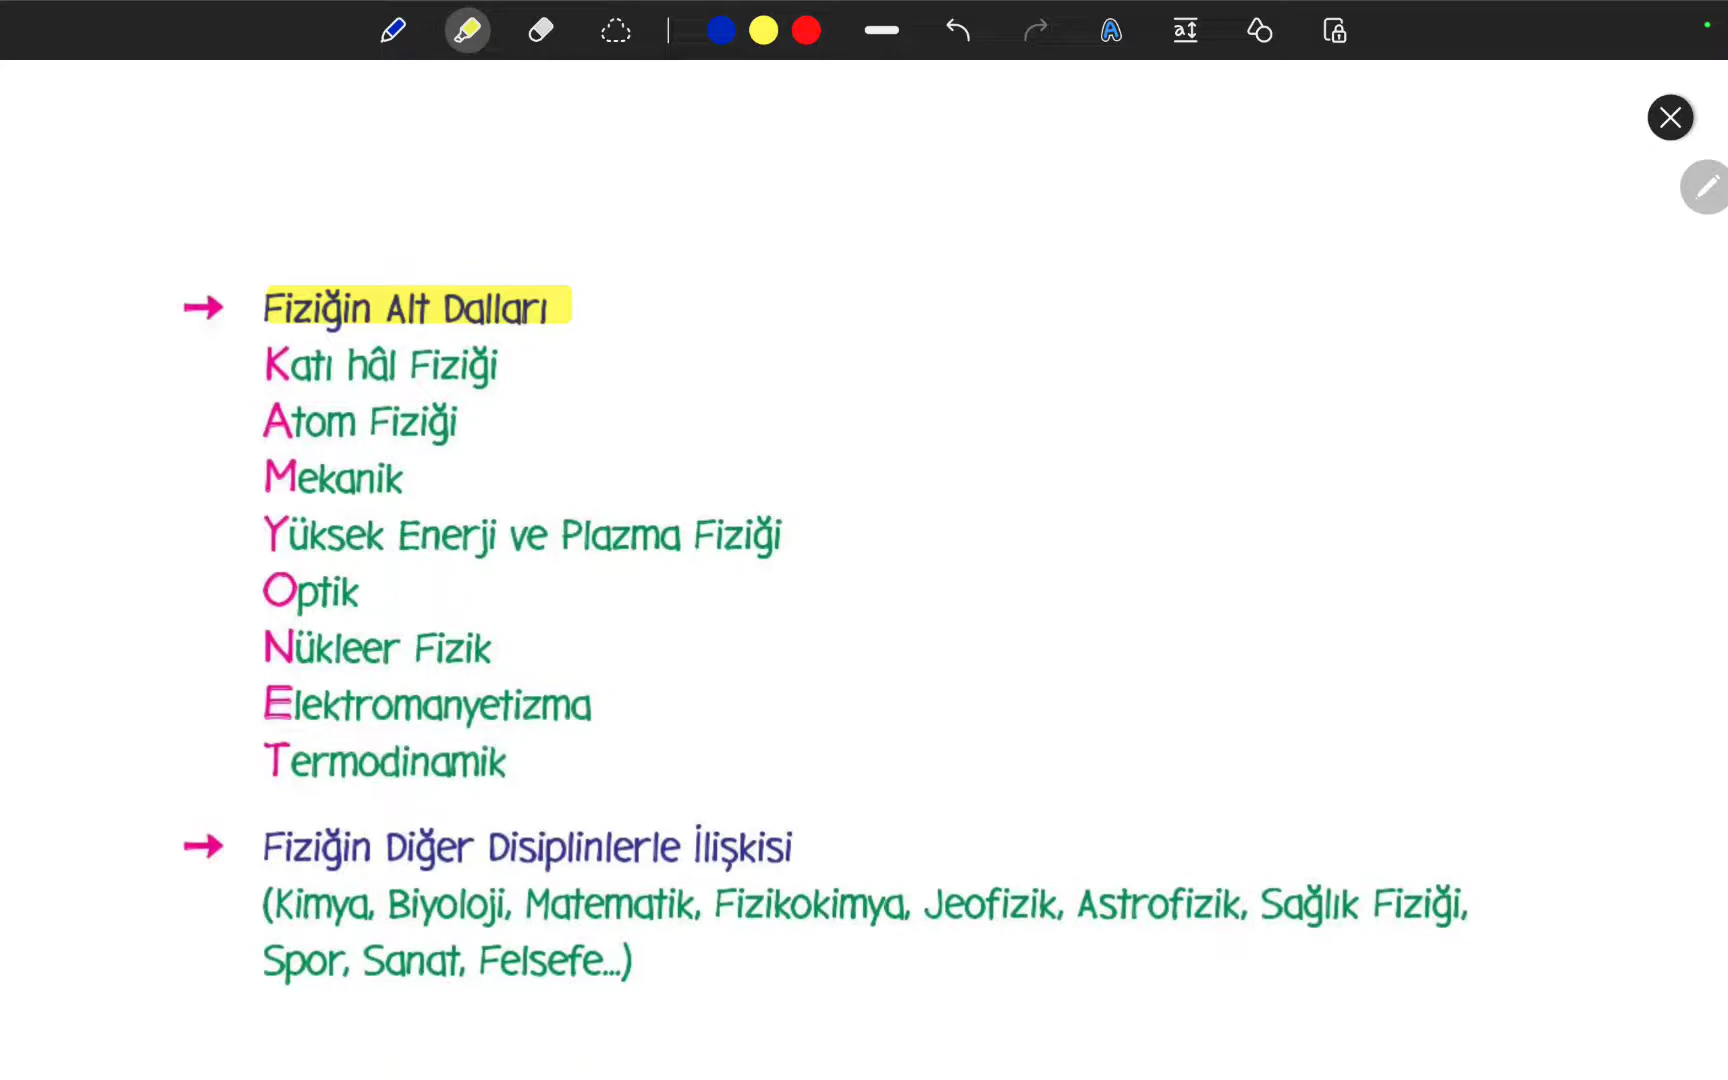 Fiziğin Alt Dalları
Katı hâl Fiziği
Atom Fiziği
Mekanik
Yüksek Enerji ve Plazma Fiziği
Optik
Nükleer Fizik
Elektromanyetizma
Termodinamik
Fiziğin Diğer Disiplinlerle İlişkisi
(Kimya, Biyoloji, Matematik, Fizikokimya, Jeofizik, Astrofizik, Sağlık Fiziği,
Spor, Sanat, Felsefe...)